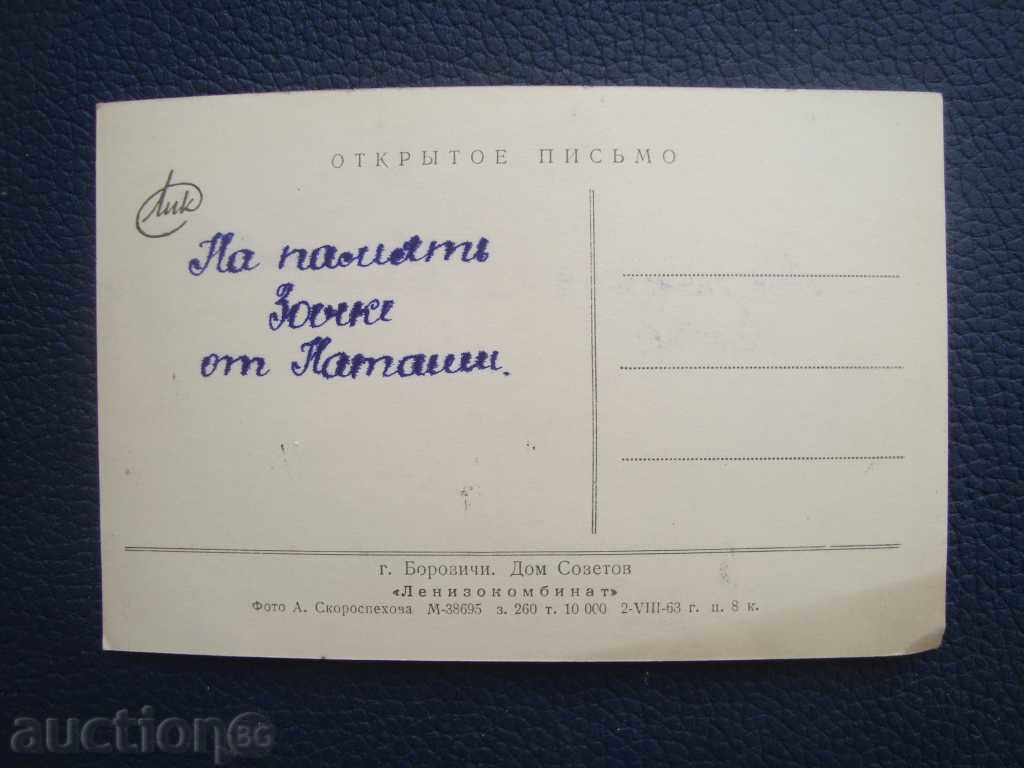 ОТКРЫТОЕ ПИСЬМО
Лик
На память
Зоичке
от Наташи.
г. Боровичи. Дом Советов
«Ленизокомбинат»
Фото А. Скороспехова М-38695 з. 260 т. 10 000 2-VIII-63 г. ц. 8 к.
auction BG